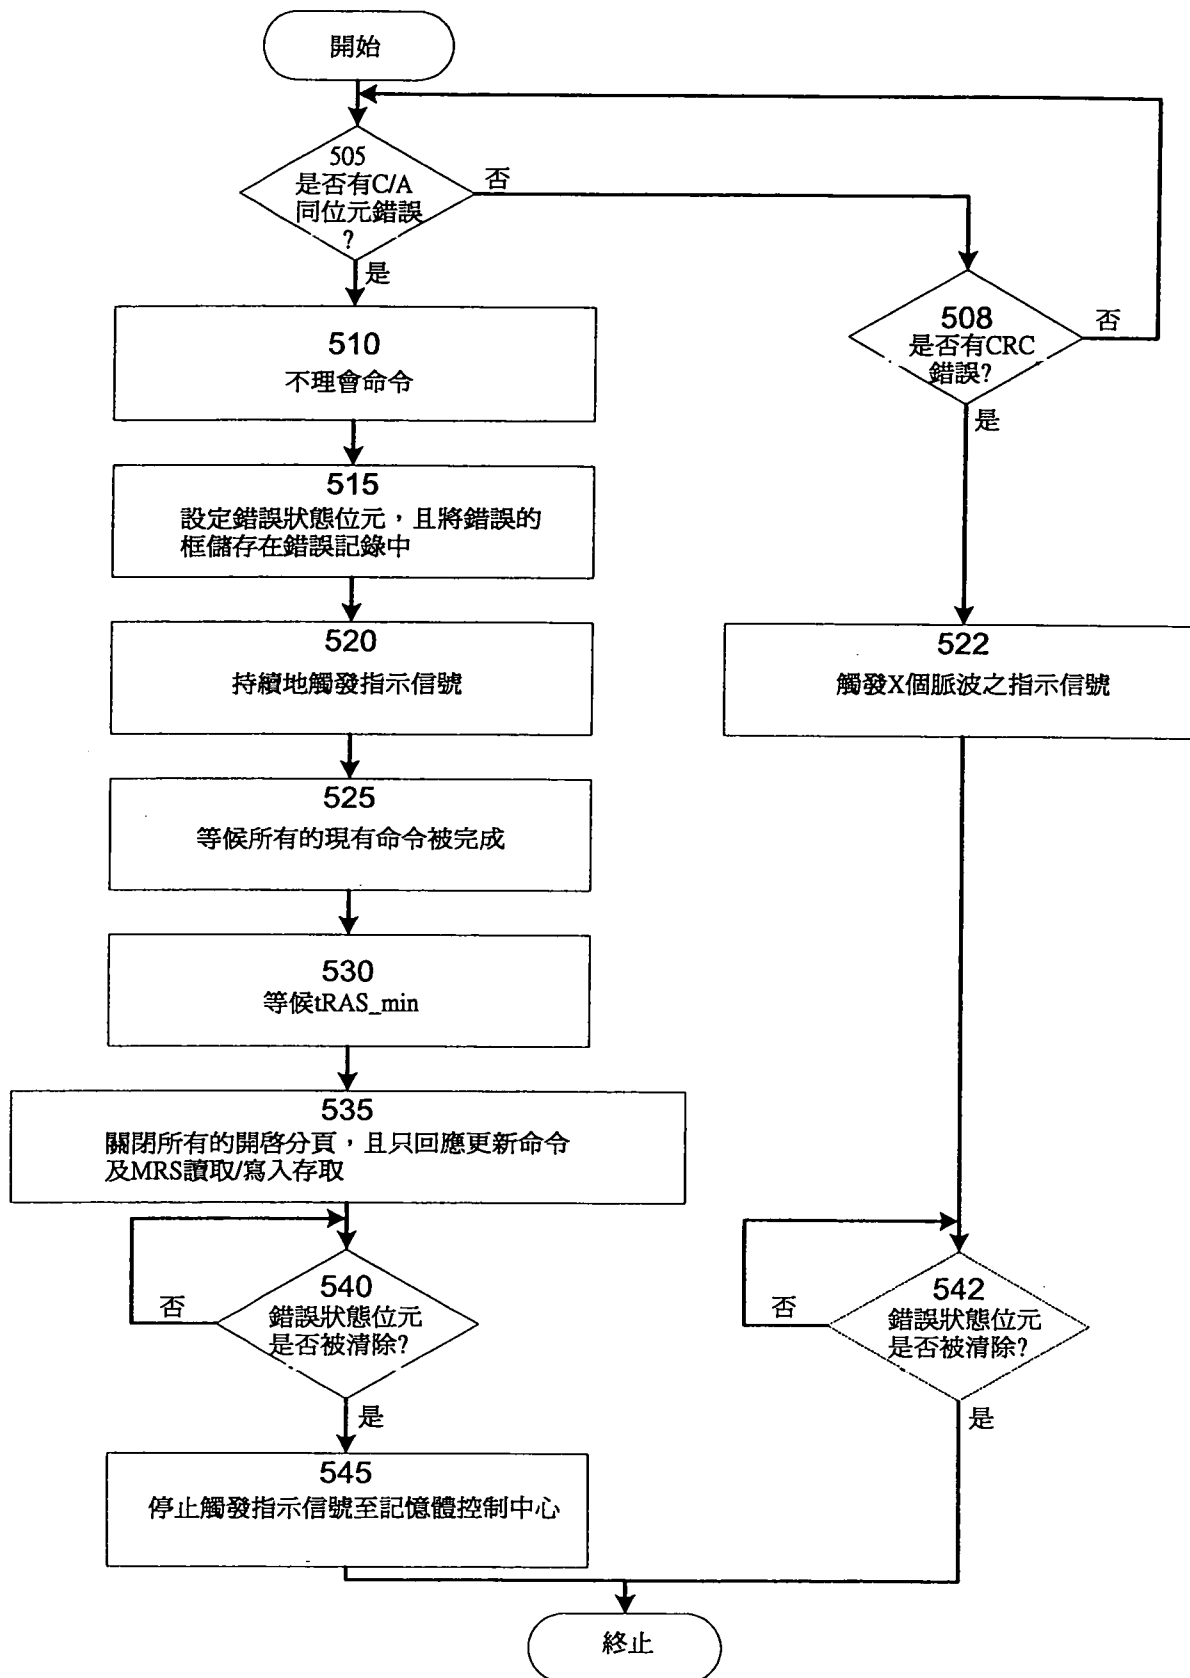 開始
505
是否有C/A
同位元錯誤
?
否
是
510
不理會命令
508
是否有CRC
錯誤?
否
是
515
設定錯誤狀態位元，且將錯誤的
框儲存在錯誤記錄中
520
持續地觸發指示信號
522
觸發X個脈波之指示信號
525
等候所有的現有命令被完成
530
等候tRAS_min
535
關閉所有的開啓分頁，且只回應更新命令
及MRS讀取/寫入存取
540
錯誤狀態位元
是否被清除?
否
是
542
錯誤狀態位元
是否被清除?
否
是
545
停止觸發指示信號至記憶體控制中心
終止